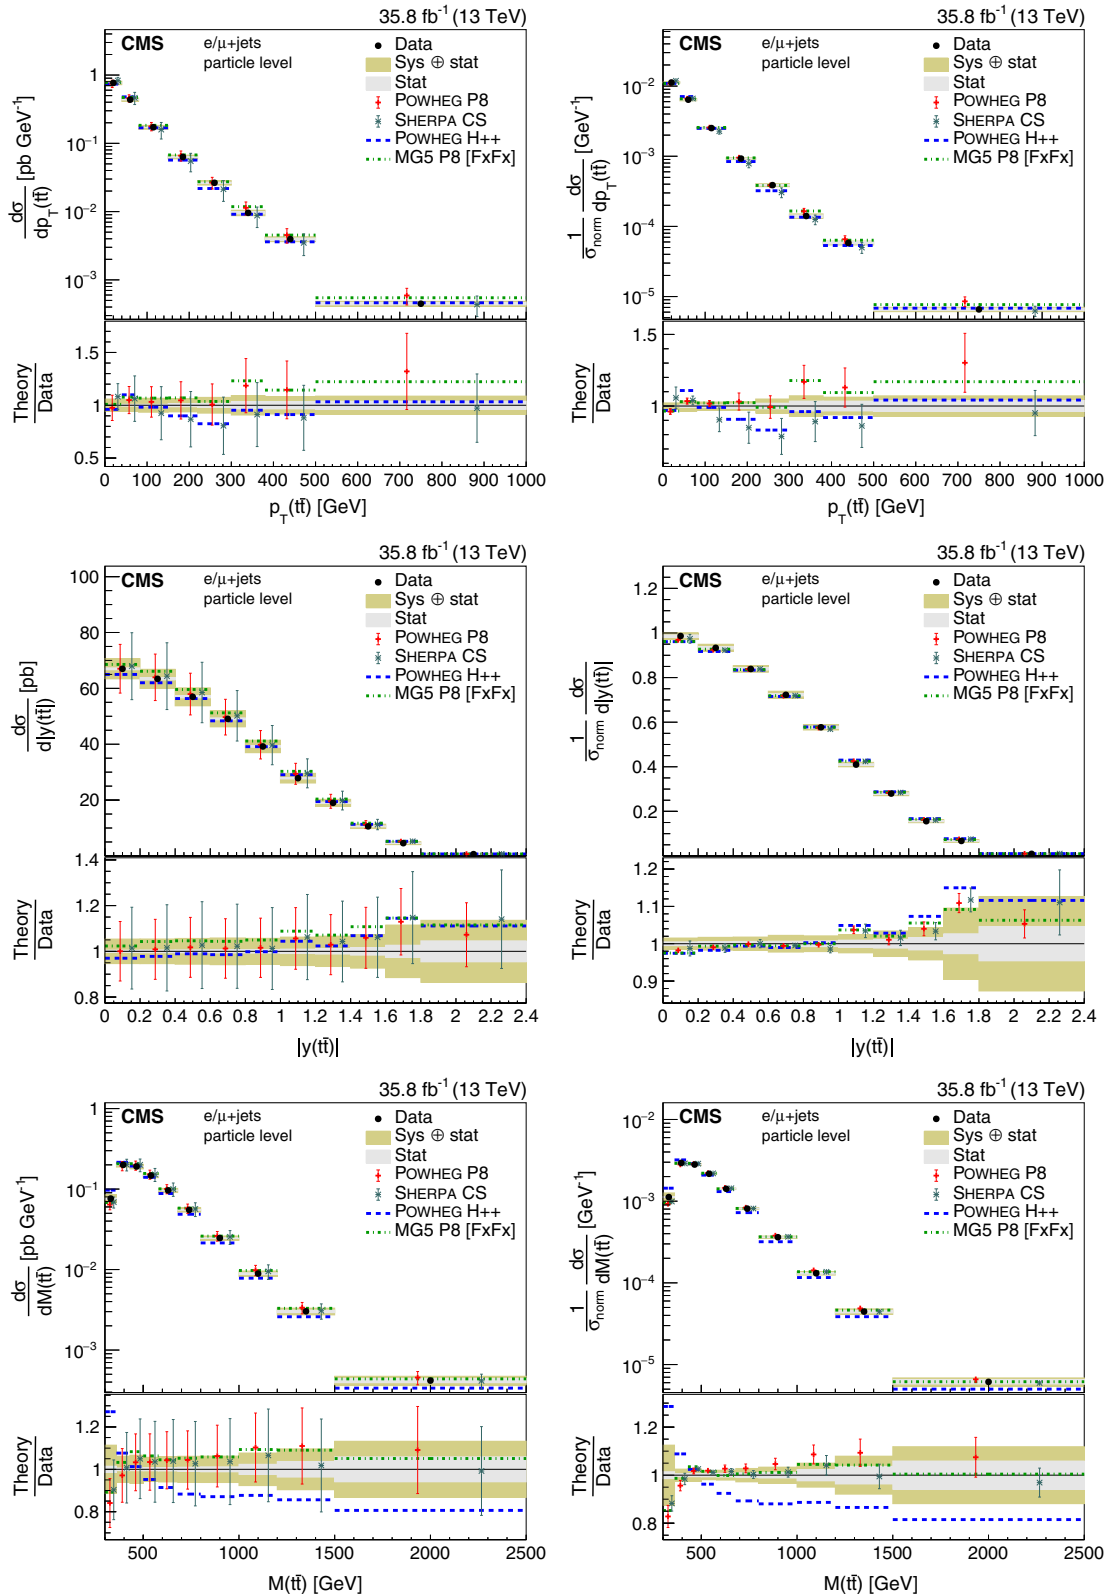 35.8 fb⁻¹ (13 TeV)
CMS e/μ+jets
particle level
Data
Sys ⊕ stat
Stat
POWHEG P8
SHERPA CS
POWHEG H++
MG5 P8 [FxFx]
dσ/dp_T(tt̄) [pb GeV⁻¹]
1
10⁻¹
10⁻²
10⁻³
Theory/Data
1.5
1
0.5
0 100 200 300 400 500 600 700 800 900 1000
p_T(tt̄) [GeV]
35.8 fb⁻¹ (13 TeV)
CMS e/μ+jets
particle level
Data
Sys ⊕ stat
Stat
POWHEG P8
SHERPA CS
POWHEG H++
MG5 P8 [FxFx]
1/σ_norm dσ/dp_T(tt̄) [GeV⁻¹]
10⁻²
10⁻³
10⁻⁴
10⁻⁵
Theory/Data
1.5
1
0 100 200 300 400 500 600 700 800 900 1000
p_T(tt̄) [GeV]
35.8 fb⁻¹ (13 TeV)
CMS e/μ+jets
particle level
Data
Sys ⊕ stat
Stat
POWHEG P8
SHERPA CS
POWHEG H++
MG5 P8 [FxFx]
dσ/d|y(tt̄)| [pb]
100
80
60
40
20
Theory/Data
1.4
1.2
1
0.8
0 0.2 0.4 0.6 0.8 1 1.2 1.4 1.6 1.8 2 2.2 2.4
|y(tt̄)|
35.8 fb⁻¹ (13 TeV)
CMS e/μ+jets
particle level
Data
Sys ⊕ stat
Stat
POWHEG P8
SHERPA CS
POWHEG H++
MG5 P8 [FxFx]
1/σ_norm dσ/d|y(tt̄)|
1.2
1
0.8
0.6
0.4
0.2
Theory/Data
1.2
1.1
1
0.9
0 0.2 0.4 0.6 0.8 1 1.2 1.4 1.6 1.8 2 2.2 2.4
|y(tt̄)|
35.8 fb⁻¹ (13 TeV)
CMS e/μ+jets
particle level
Data
Sys ⊕ stat
Stat
POWHEG P8
SHERPA CS
POWHEG H++
MG5 P8 [FxFx]
dσ/dM(tt̄) [pb GeV⁻¹]
1
10⁻¹
10⁻²
10⁻³
Theory/Data
1.2
1
0.8
500 1000 1500 2000 2500
M(tt̄) [GeV]
35.8 fb⁻¹ (13 TeV)
CMS e/μ+jets
particle level
Data
Sys ⊕ stat
Stat
POWHEG P8
SHERPA CS
POWHEG H++
MG5 P8 [FxFx]
1/σ_norm dσ/dM(tt̄) [GeV⁻¹]
10⁻²
10⁻³
10⁻⁴
10⁻⁵
Theory/Data
1.2
1
0.8
500 1000 1500 2000 2500
M(tt̄) [GeV]